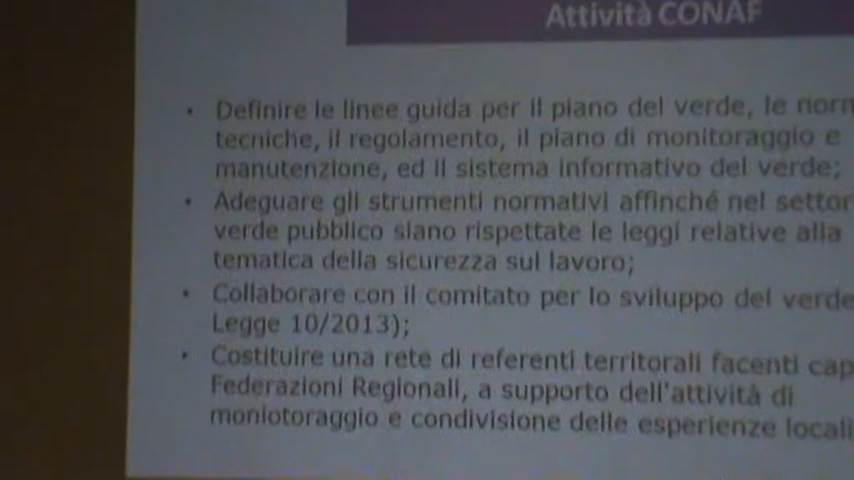 Attività CONAF
• Definire le linee guida per il piano del verde, le
tecniche, il regolamento, il piano di monitoraggio e
manutenzione, ed il sistema informativo del verde;
• Adeguare gli strumenti normativi affinché nel
verde pubblico siano rispettate le leggi relative alla
tematica della sicurezza sul lavoro;
• Collaborare con il comitato per lo sviluppo del verde
Legge 10/2013);
• Costituire una rete di referenti territorali facenti
Federazioni Regionali, a supporto dell'attività di
moniotoraggio e condivisione delle esperienze locali